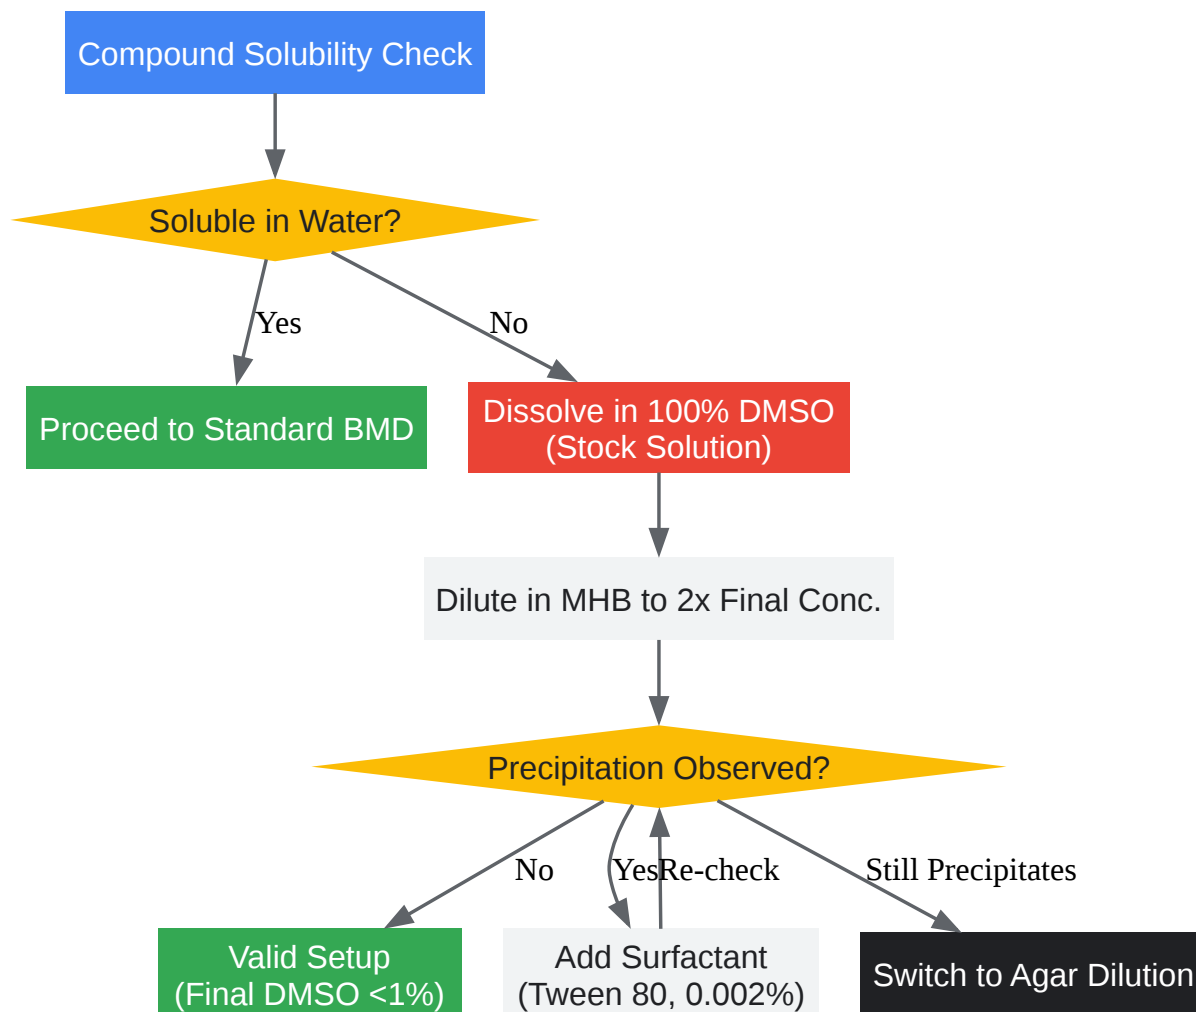 Compound Solubility Check
Soluble in Water?
Yes
No
Proceed to Standard BMD
Dissolve in 100% DMSO
(Stock Solution)
Dilute in MHB to 2x Final Conc.
Precipitation Observed?
No
Yes
Re-check
Still Precipitates
Valid Setup
(Final DMSO <1%)
Add Surfactant
(Tween 80, 0.002%)
Switch to Agar Dilution